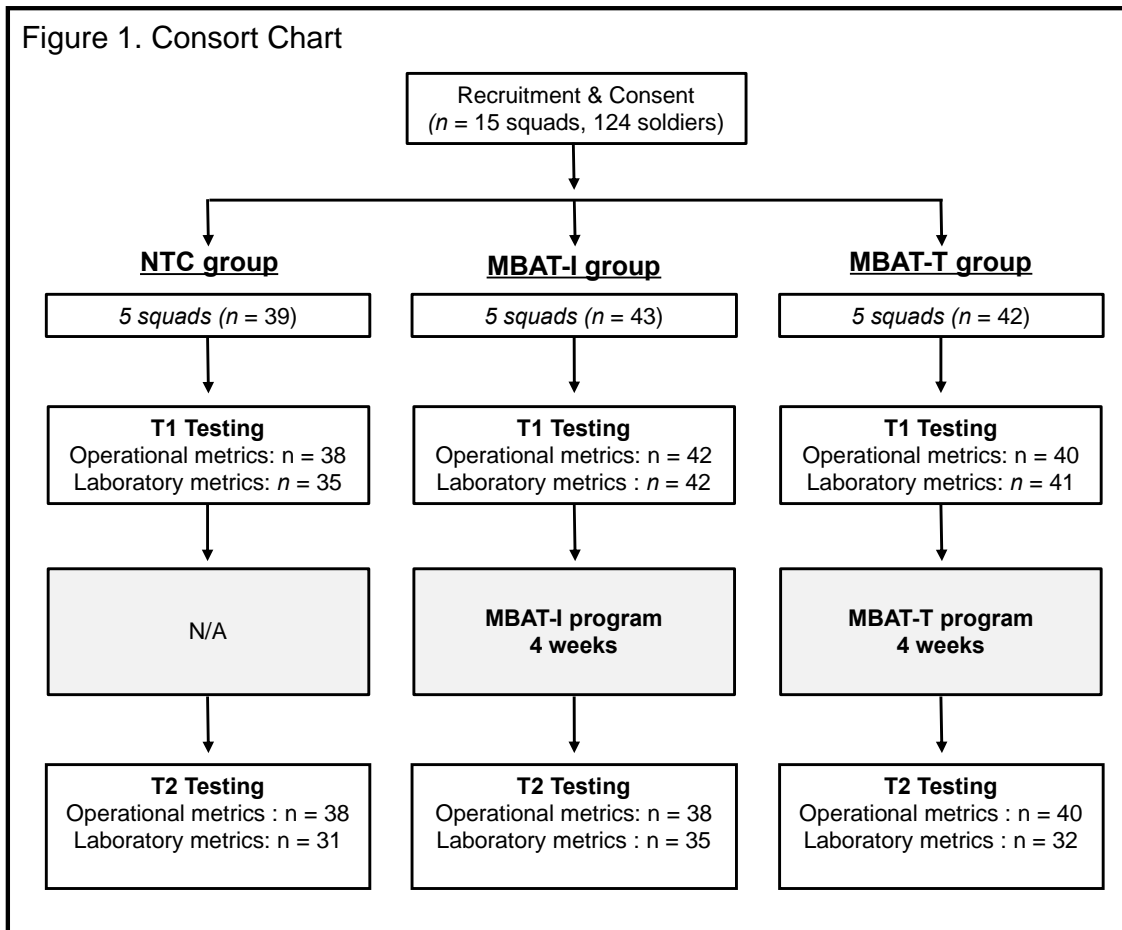 Figure 1. Consort Chart
Recruitment & Consent
(n = 15 squads, 124 soldiers)
NTC group
MBAT-I group
MBAT-T group
5 squads (n = 39)
5 squads (n = 43)
5 squads (n = 42)
T1 Testing
Operational metrics: n = 38
Laboratory metrics: n = 35
T1 Testing
Operational metrics: n = 42
Laboratory metrics : n = 42
T1 Testing
Operational metrics: n = 40
Laboratory metrics: n = 41
N/A
MBAT-I program
4 weeks
MBAT-T program
4 weeks
T2 Testing
Operational metrics : n = 38
Laboratory metrics: n = 31
T2 Testing
Operational metrics: n = 38
Laboratory metrics : n = 35
T2 Testing
Operational metrics : n = 40
Laboratory metrics : n = 32